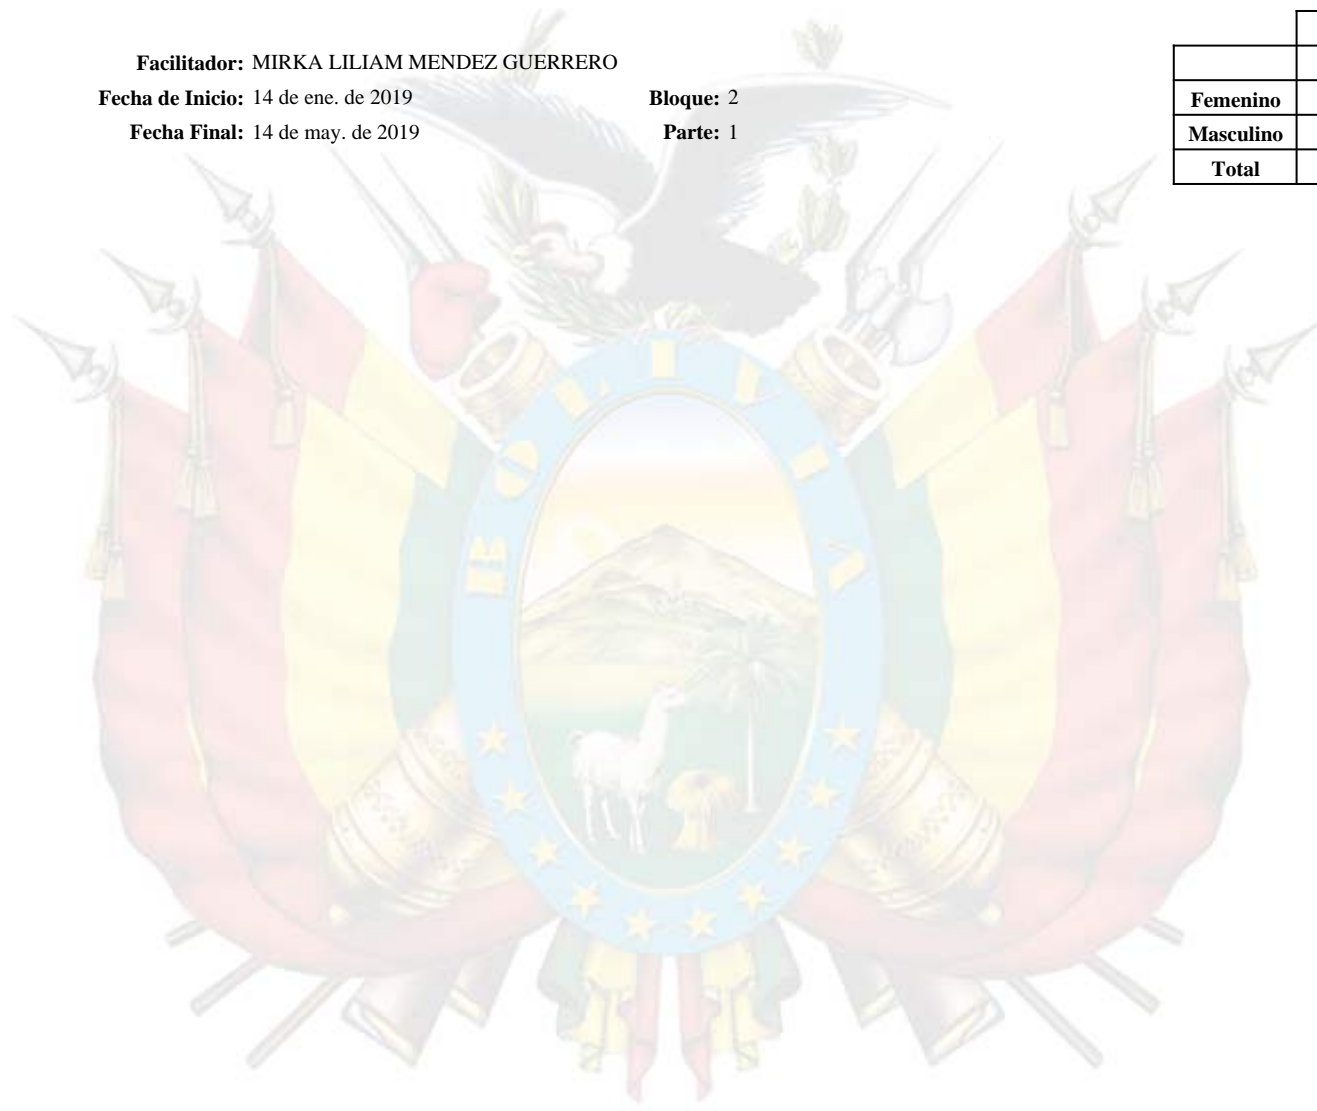 Facilitador: MIRKA LILIAM MENDEZ GUERRERO
Fecha de Inicio: 14 de ene. de 2019 Bloque: 2
Fecha Final: 14 de may. de 2019 Parte: 1
Femenino
Masculino
Total
BOLIVIA